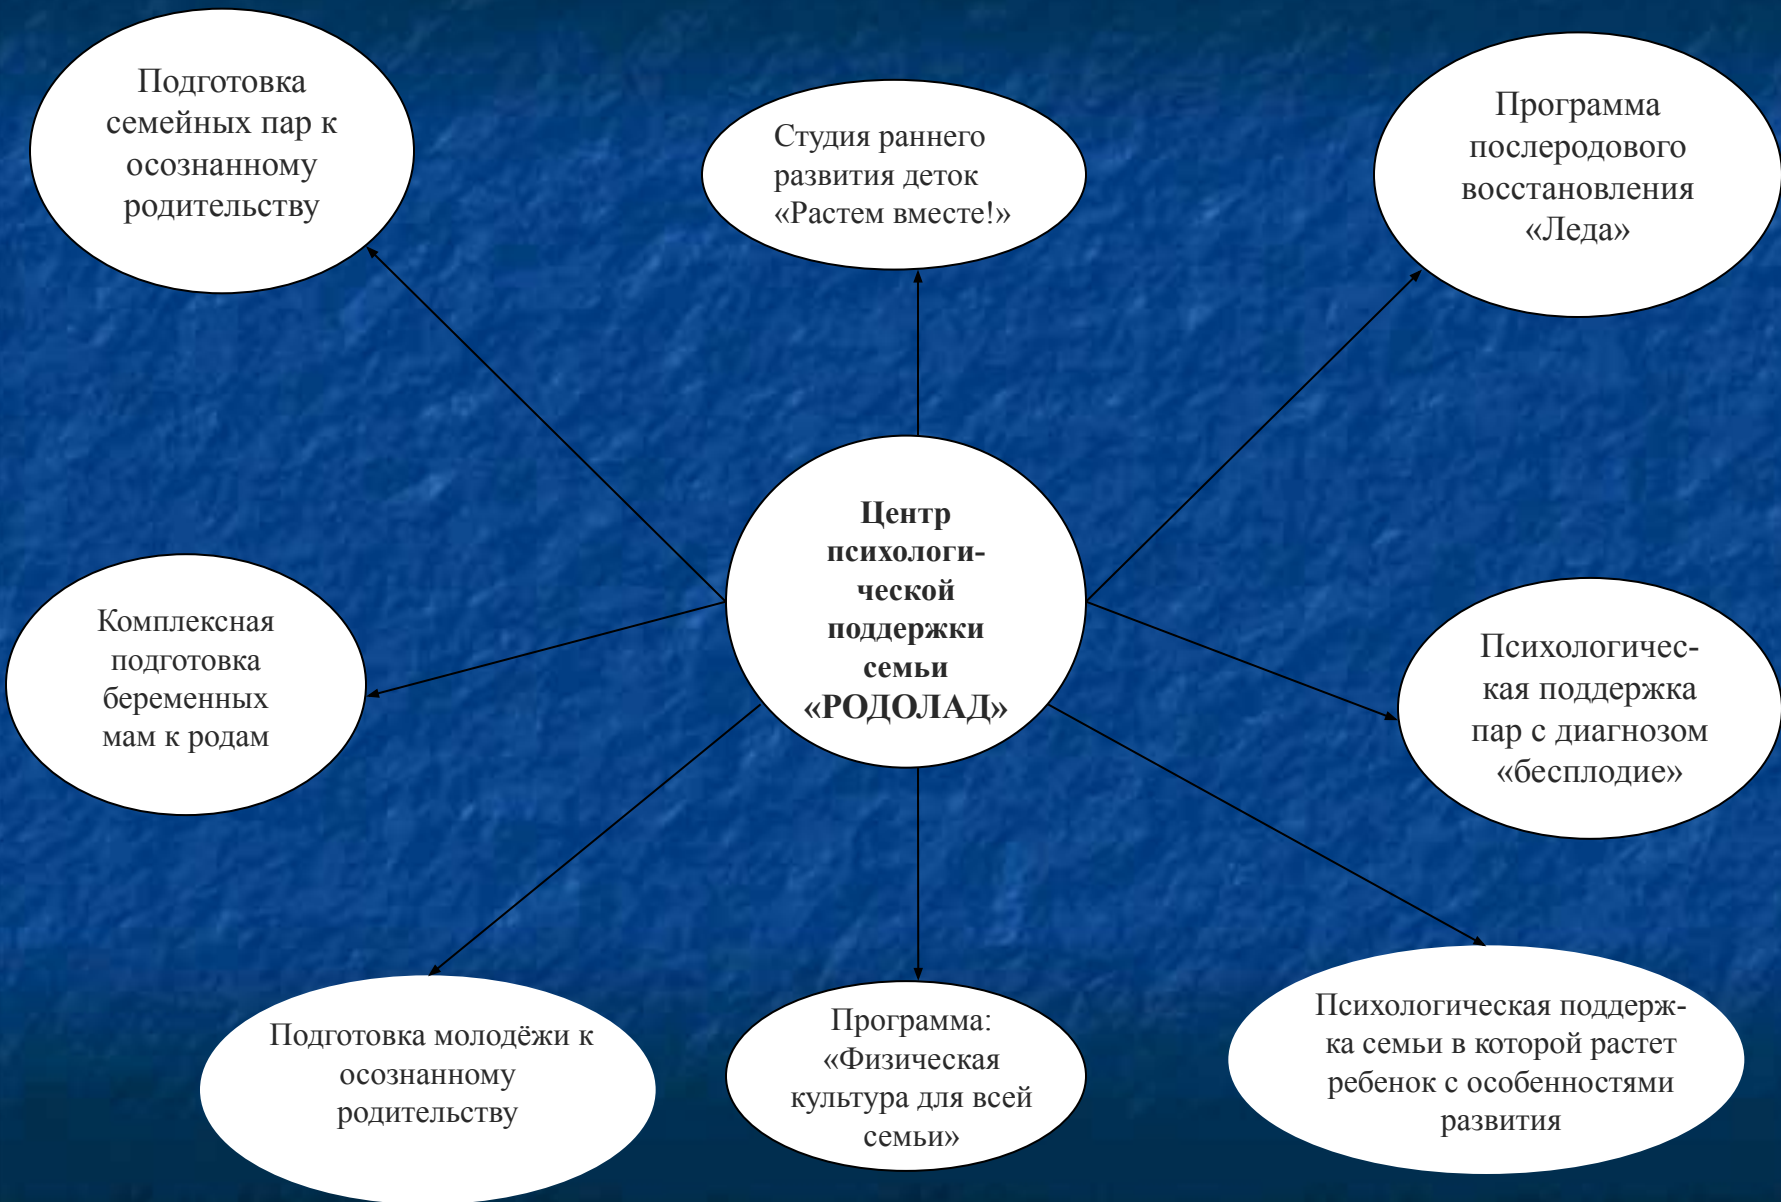 Подготовка
семейных пар к
осознанному
родительству
Студия раннего
развития деток
«Растем вместе!»
Программа
послеродового
восстановления
«Леда»
Центр
психологи-
ческой
поддержки
семьи
«РОДОЛАД»
Комплексная
подготовка
беременных
мам к родам
Психологичес-
кая поддержка
пар с диагнозом
«бесплодие»
Подготовка молодёжи к
осознанному
родительству
Программа:
«Физическая
культура для всей
семьи»
Психологическая поддерж-
ка семьи в которой растет
ребенок с особенностями
развития